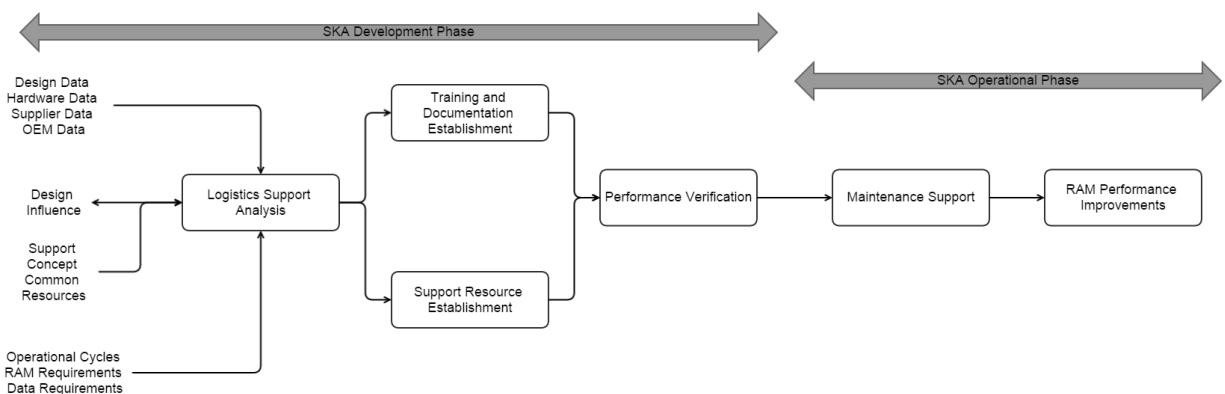 SKA Development Phase
SKA Operational Phase
Design Data
Hardware Data
Supplier Data
OEM Data
Training and
Documentation
Establishment
Design
Influence
Logistics Support
Analysis
Performance Verification
Maintenance Support
RAM Performance
Improvements
Support
Concept
Common
Resources
Support Resource
Establishment
Operational Cycles
RAM Requirements
Data Requirements